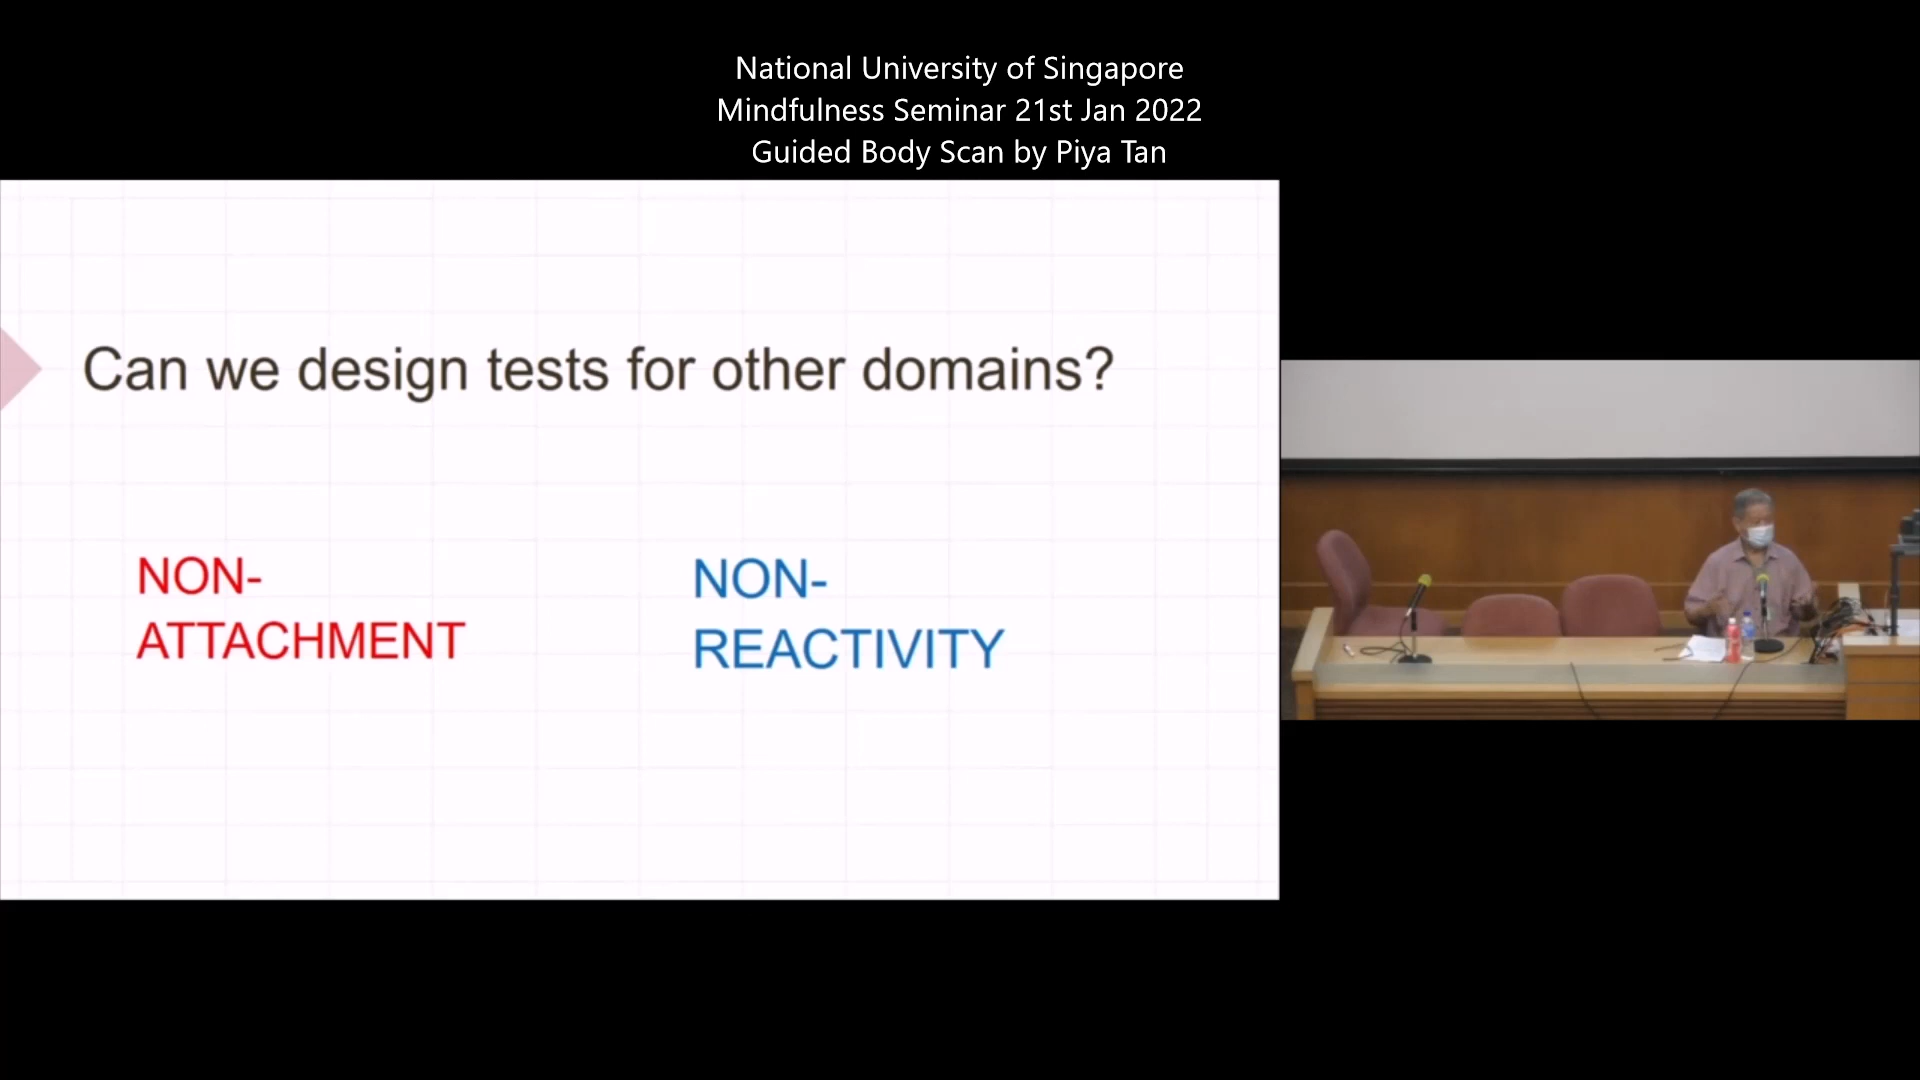 National University of Singapore
Mindfulness Seminar 21st Jan 2022
Guided Body Scan by Piya Tan
Can we design tests for other domains?
NON-
ATTACHMENT
NON-
REACTIVITY